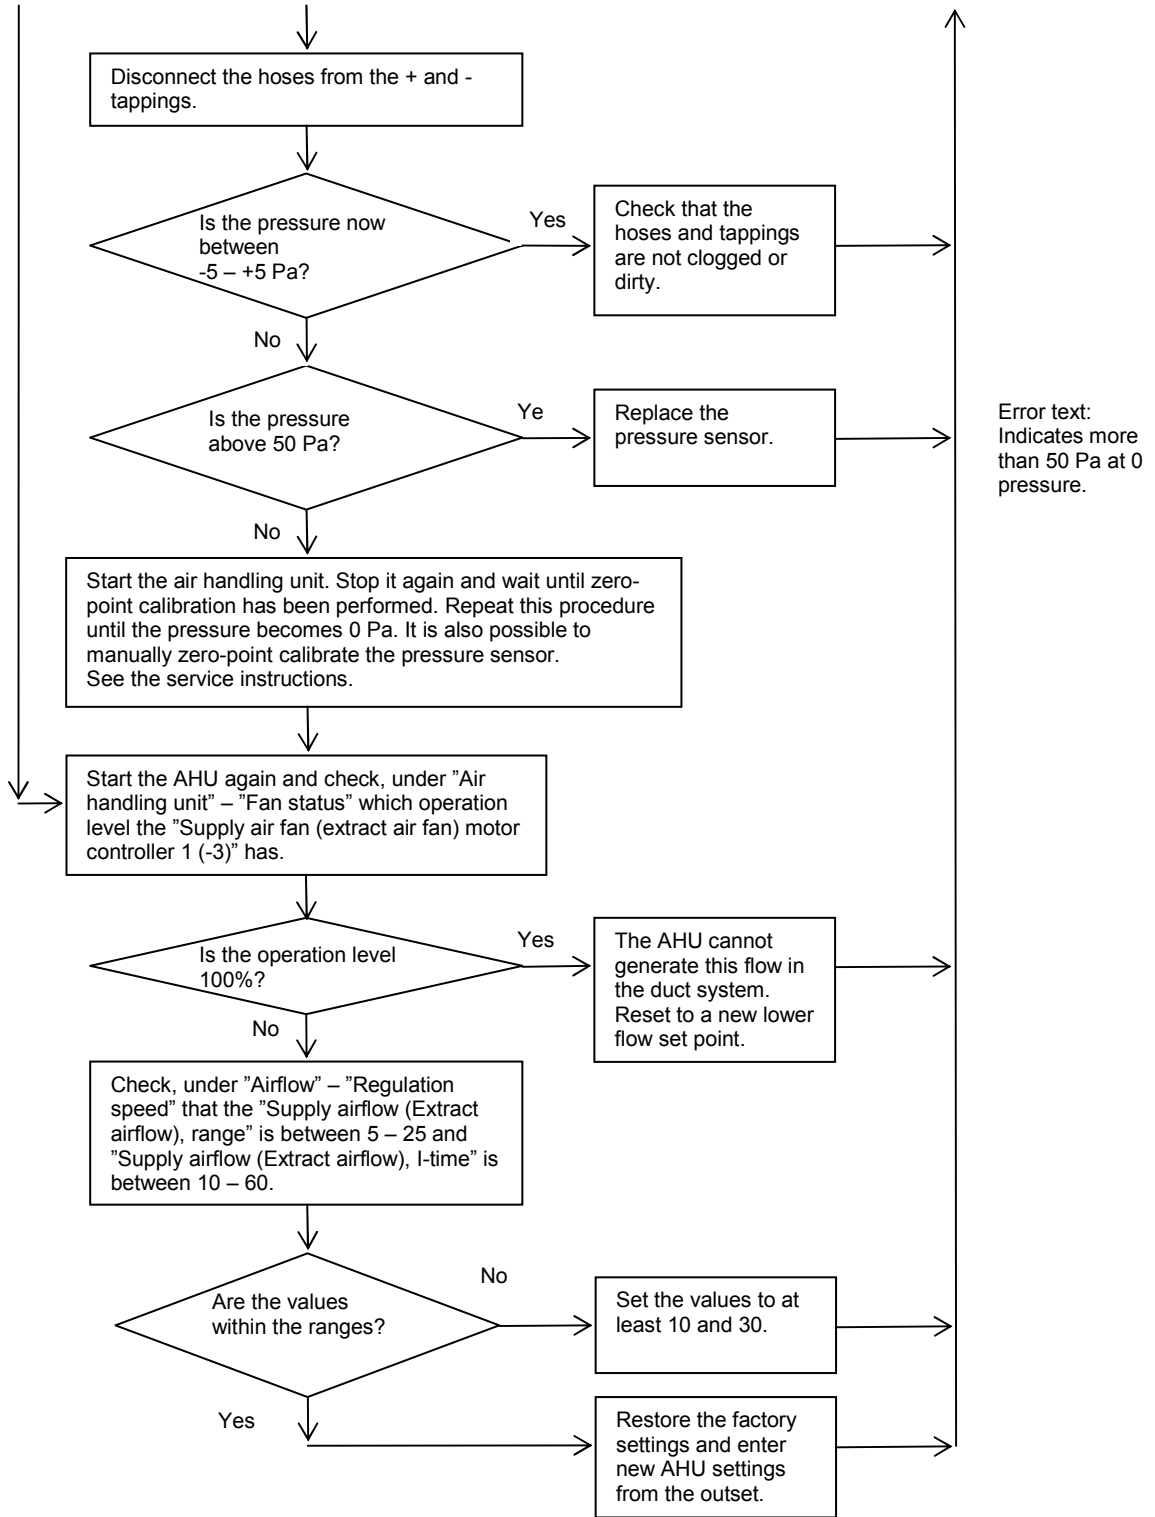 Disconnect the hoses from the + and -
tappings.
Is the pressure now
between
-5 – +5 Pa?
Yes
Check that the
hoses and tappings
are not clogged or
dirty.
No
Is the pressure
above 50 Pa?
Ye
Replace the
pressure sensor.
Error text:
Indicates more
than 50 Pa at 0
pressure.
No
Start the air handling unit. Stop it again and wait until zero-
point calibration has been performed. Repeat this procedure
until the pressure becomes 0 Pa. It is also possible to
manually zero-point calibrate the pressure sensor.
See the service instructions.
Start the AHU again and check, under ”Air
handling unit” – ”Fan status” which operation
level the ”Supply air fan (extract air fan) motor
controller 1 (-3)” has.
Is the operation level
100%?
Yes
The AHU cannot
generate this flow in
the duct system.
Reset to a new lower
flow set point.
No
Check, under ”Airflow” – ”Regulation
speed” that the ”Supply airflow (Extract
airflow), range” is between 5 – 25 and
”Supply airflow (Extract airflow), I-time” is
between 10 – 60.
Are the values
within the ranges?
No
Set the values to at
least 10 and 30.
Yes
Restore the factory
settings and enter
new AHU settings
from the outset.